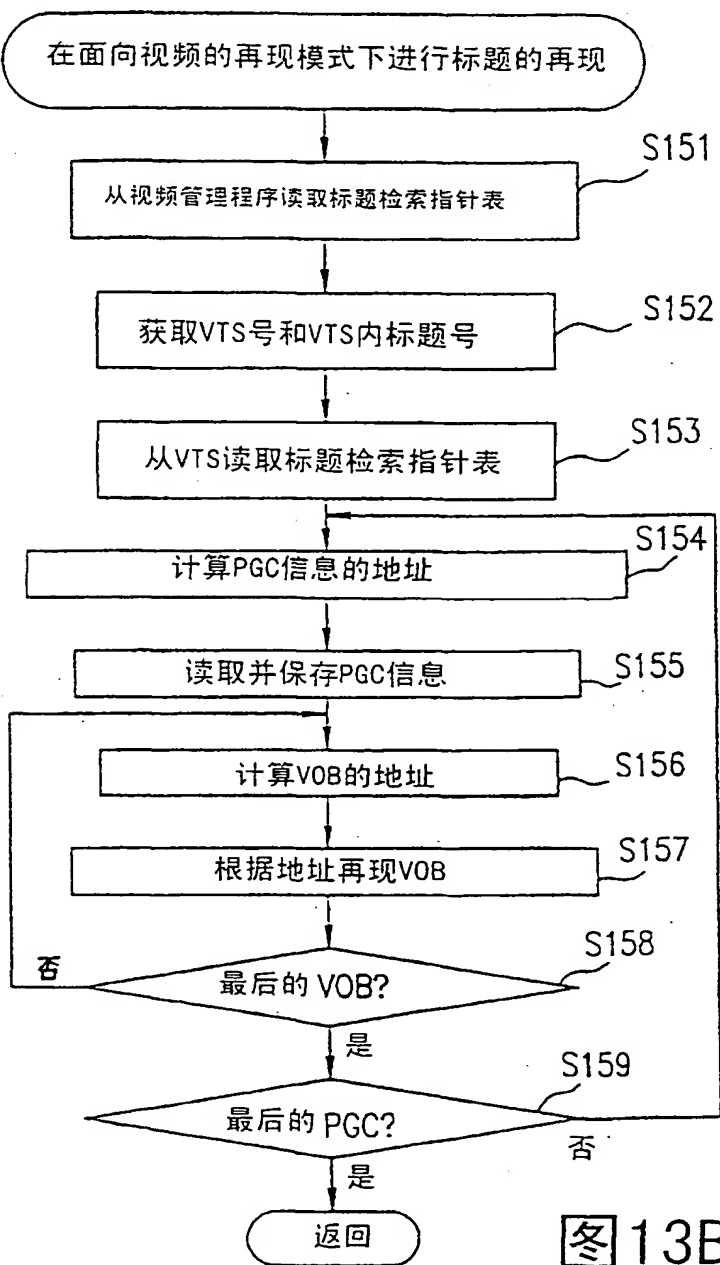 在面向视频的再现模式下进行标题的再现
S151
从视频管理程序读取标题检索指针表
S152
获取VTS号和VTS内标题号
S153
从VTS读取标题检索指针表
S154
计算PGC信息的地址
S155
读取并保存PGC信息
S156
计算VOB的地址
S157
根据地址再现VOB
S158
否
最后的VOB?
是
S159
最后的PGC?
否
是
返回
图13B